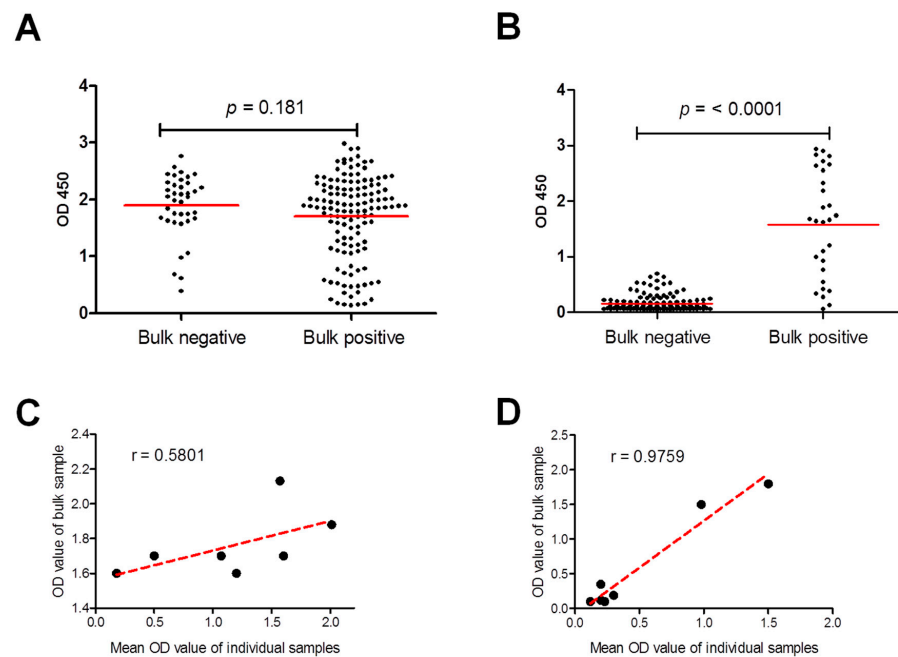 A
B
p = 0.181
p = < 0.0001
OD 450
4
3
2
1
0
Bulk negative
Bulk positive
OD 450
4
3
2
1
0
Bulk negative
Bulk positive
C
D
r = 0.5801
r = 0.9759
OD value of bulk sample
2.4
2.2
2.0
1.8
1.6
1.4
0.0 0.5 1.0 1.5 2.0
Mean OD value of individual samples
OD value of bulk sample
2.5
2.0
1.5
1.0
0.5
0.0
0.0 0.5 1.0 1.5 2.0
Mean OD value of individual samples